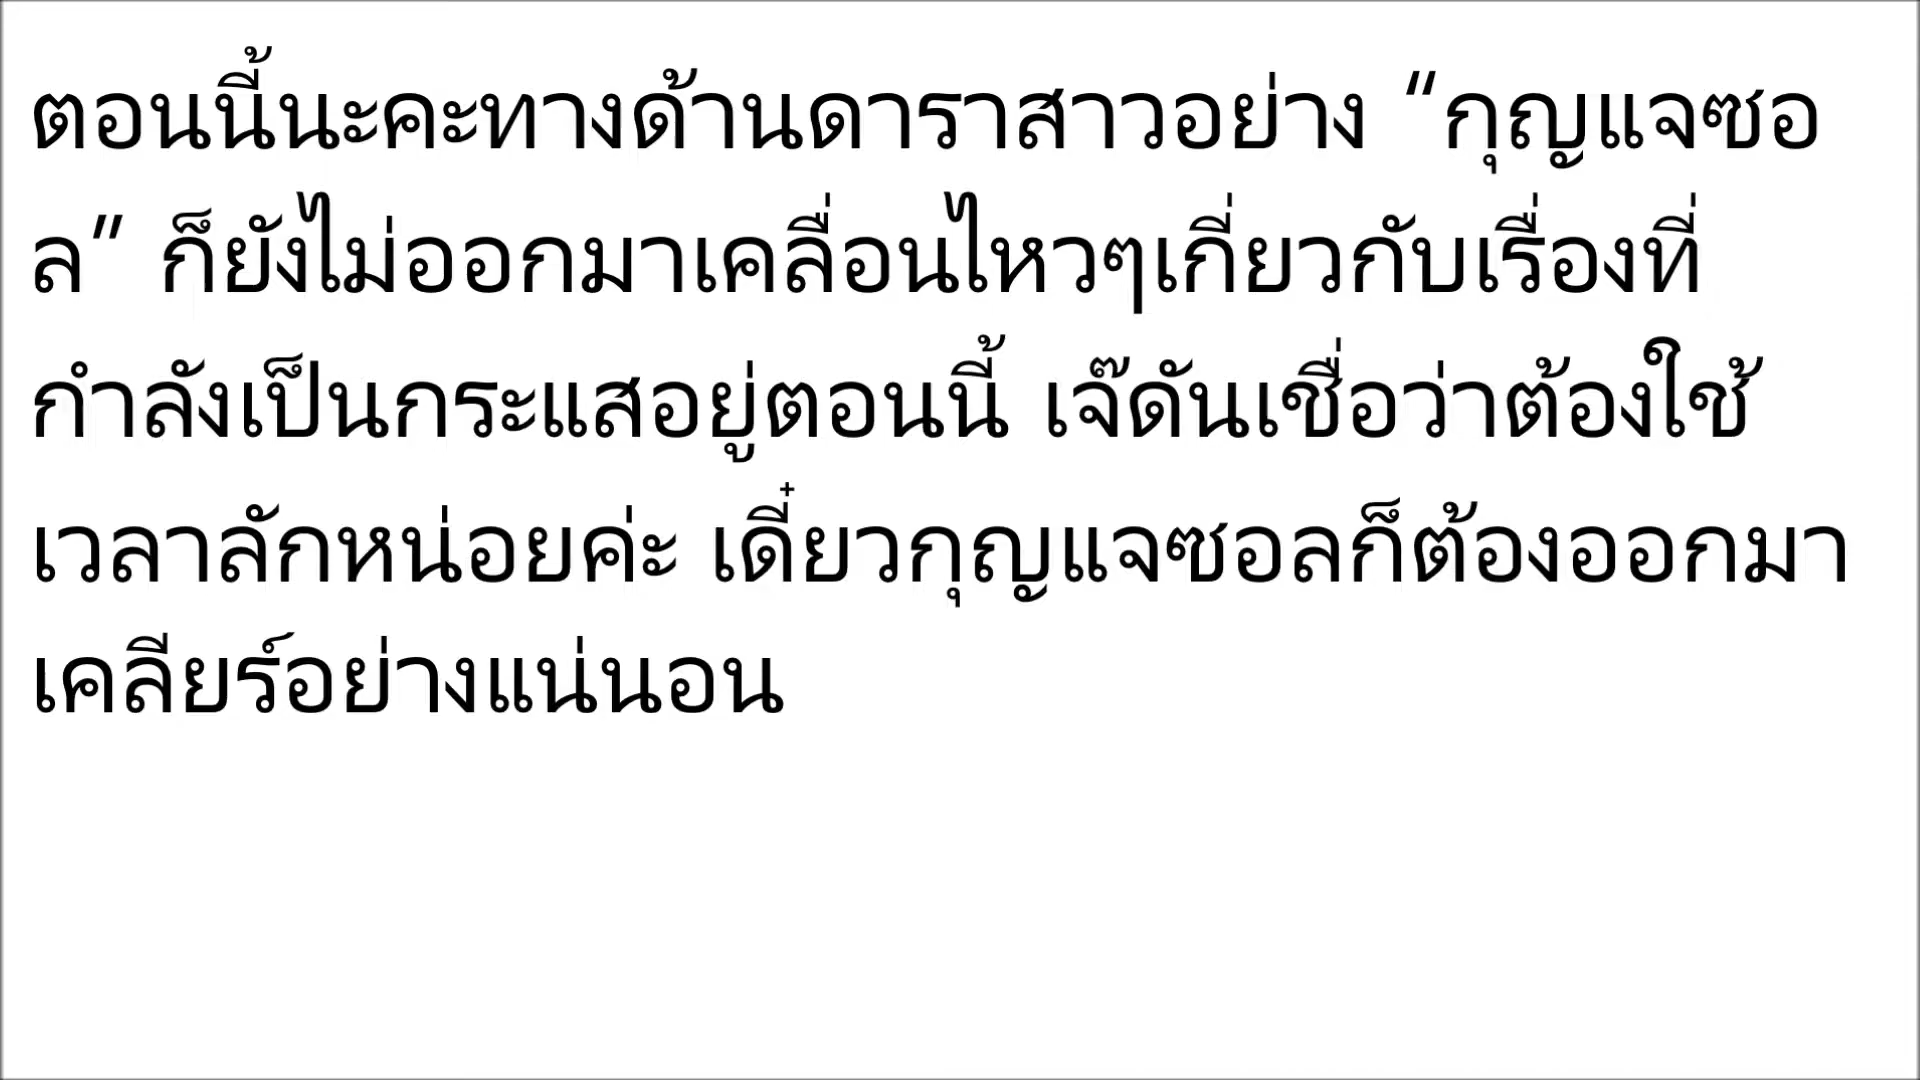 ตอนนี้นะคะทางด้านดาราสาวอย่าง “กุญแจซอ
ล” ก็ยังไม่ออกมาเคลื่อนไหวๆเกี่ยวกับเรื่องที่
กำลังเป็นกระแสอยู่ตอนนี้ เจ๊ดันเชื่อว่าต้องใช้
เวลาลักหน่อยค่ะ เดี๋ยวกุญแจซอลก็ต้องออกมา
เคลียร์อย่างแน่นอน